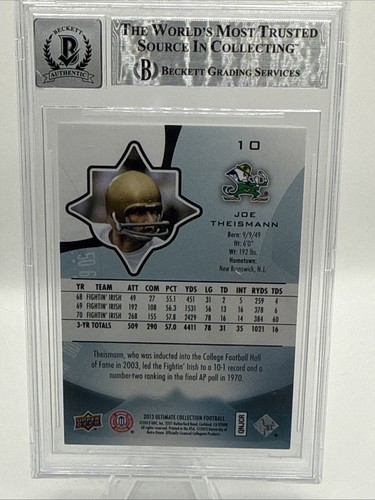 BECKETT
AUTHENTIC
THE WORLD'S MOST TRUSTED
SOURCE IN COLLECTING™
B BECKETT GRADING SERVICES
10
JOE
THEISMANN
Born: 9/9/49
Ht: 6'0"
Wt: 192 lbs.
Hometown:
New Brunswick, N.J.
YR TEAM ATT COM PCT YDS LG TD INT RYDS TDS
68 FIGHTIN' IRISH 49 27 55.1 451 31 2 5 259 4
69 FIGHTIN' IRISH 192 108 56.3 1531 56 13 16 378 6
70 FIGHTIN' IRISH 268 155 57.8 2429 78 16 14 384 60
3-YR TOTALS 509 290 57.0 4411 78 31 35 1021 16
Theismann, who was inducted into the College Football Hall
of Fame in 2003, led the Fightin' Irish to a 10-1 record and a
number-two ranking in the final AP poll in 1970.
UPPER DECK
2013 ULTIMATE COLLECTION FOOTBALL
QNJCR